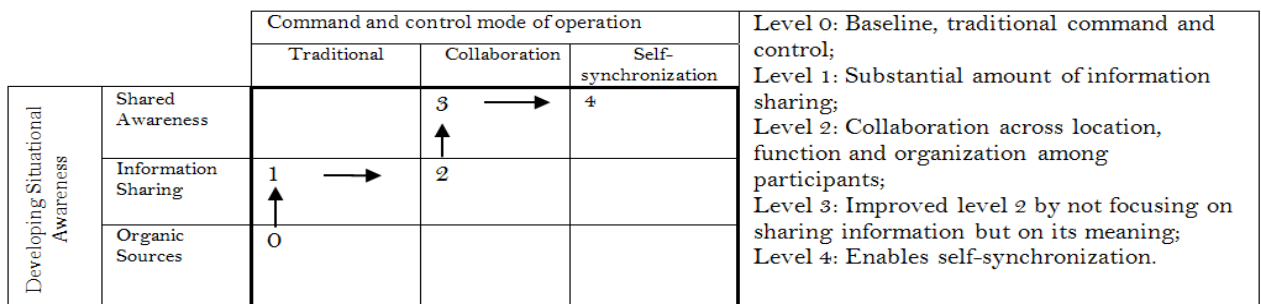 Command and control mode of operation
Traditional
Collaboration
Self-
synchronization
Developing Situational
Awareness
Shared
Awareness
3
4
Information
Sharing
1
2
Organic
Sources
0
Level 0: Baseline, traditional command and
control;
Level 1: Substantial amount of information
sharing;
Level 2: Collaboration across location,
function and organization among
participants;
Level 3: Improved level 2 by not focusing on
sharing information but on its meaning;
Level 4: Enables self-synchronization.